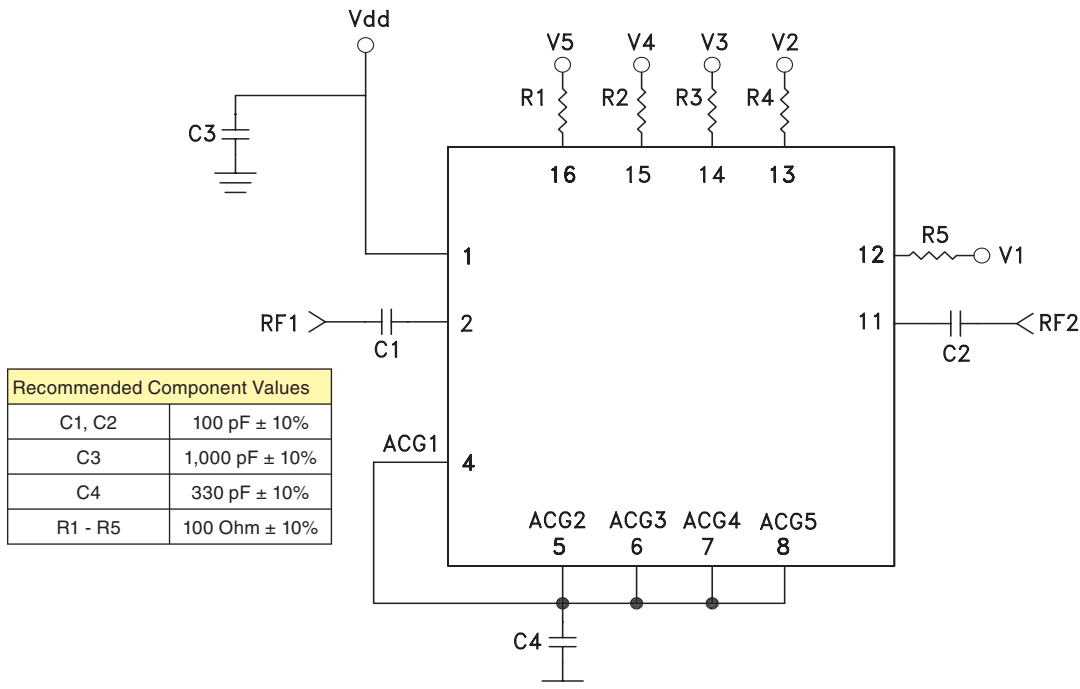 Vdd
V5 V4 V3 V2
R1 R2 R3 R4
C3
16 15 14 13
1
12 R5 V1
RF1 C1 2
11 C2 RF2
Recommended Component Values
C1, C2 100 pF ± 10%
C3 1,000 pF ± 10%
C4 330 pF ± 10%
R1 - R5 100 Ohm ± 10%
ACG1 4
ACG2 ACG3 ACG4 ACG5
5 6 7 8
C4